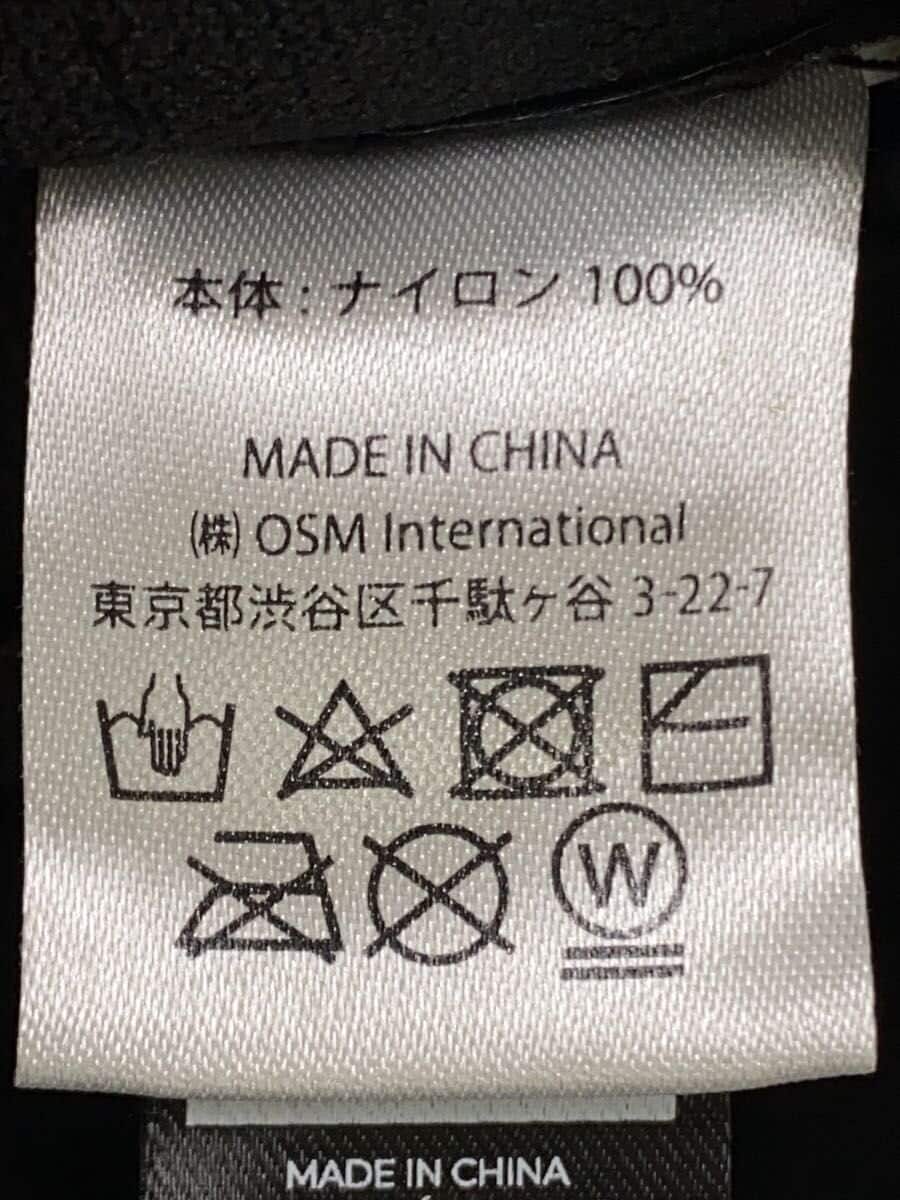 本体 : ナイロン 100%
MADE IN CHINA
㈱ OSM International
東京都渋谷区千駄ヶ谷 3-22-7
W
MADE IN CHINA